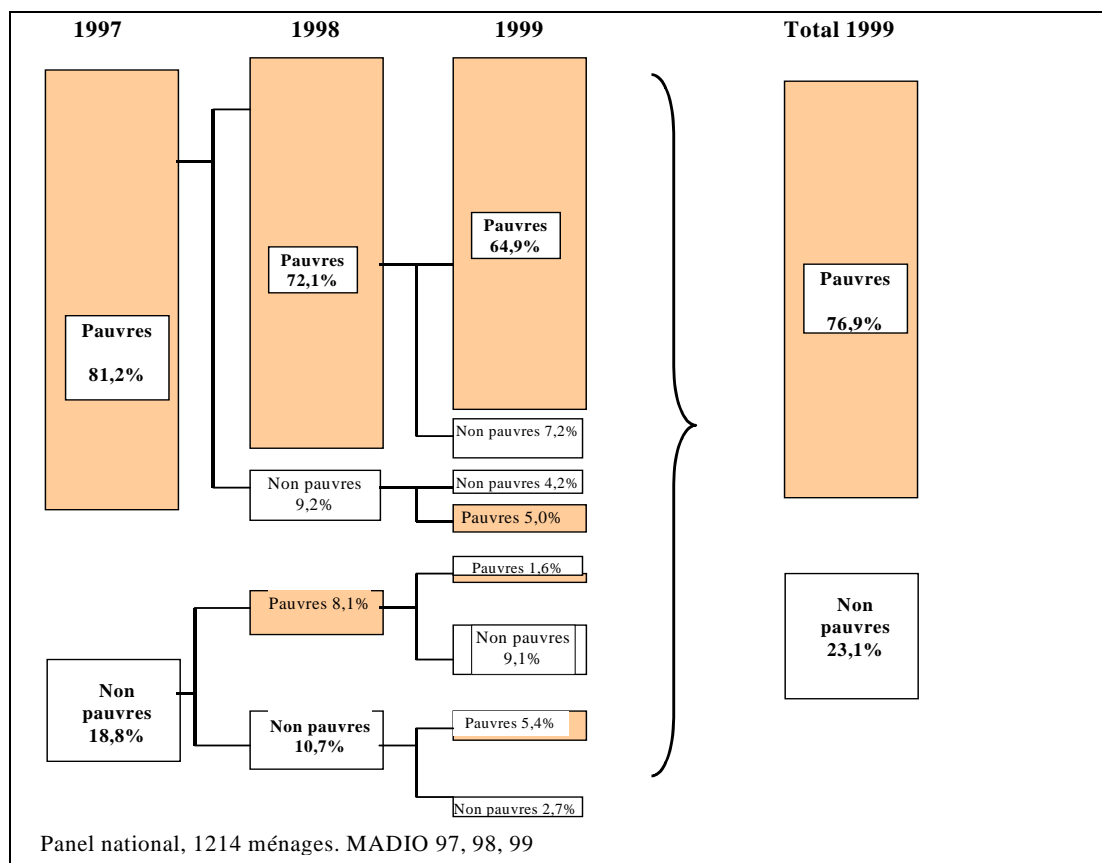 1997
1998
1999
Total 1999
Pauvres
81,2%
Pauvres
72,1%
Pauvres
64,9%
Non pauvres 7,2%
Non pauvres
9,2%
Non pauvres 4,2%
Pauvres 5,0%
Non
pauvres
18,8%
Pauvres 8,1%
Pauvres 1,6%
Non pauvres
9,1%
Non pauvres
10,7%
Pauvres 5,4%
Non pauvres 2,7%
Pauvres
76,9%
Non
pauvres
23,1%
Panel national, 1214 ménages. MADIO 97, 98, 99